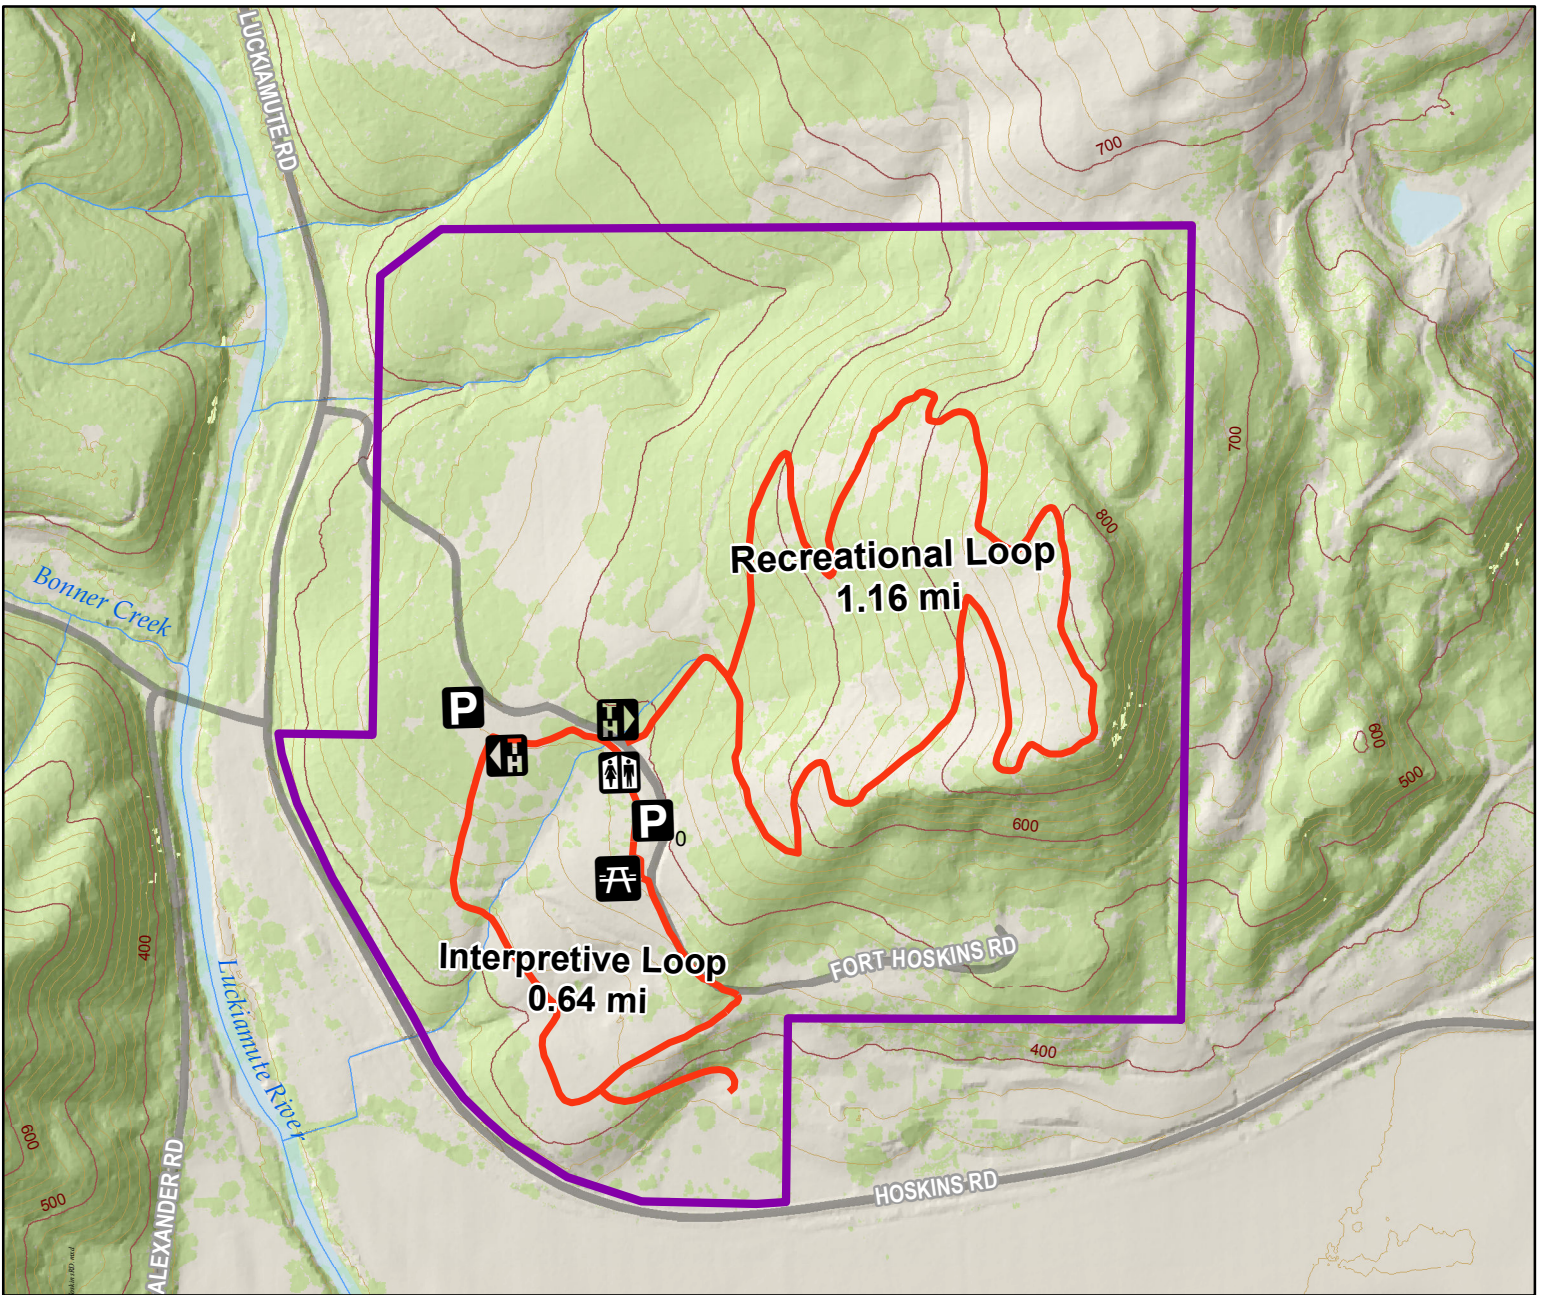 LUCKIAMUTE RD
700
700
800
Recreational Loop
1.16 mi
Bonner Creek
P
TH
TH
P
0
600
500
600
400
Interpretive Loop
0.64 mi
FORT HOSKINS RD
Luckiamute River
400
600
500
ALEXANDER RD
HOSKINS RD